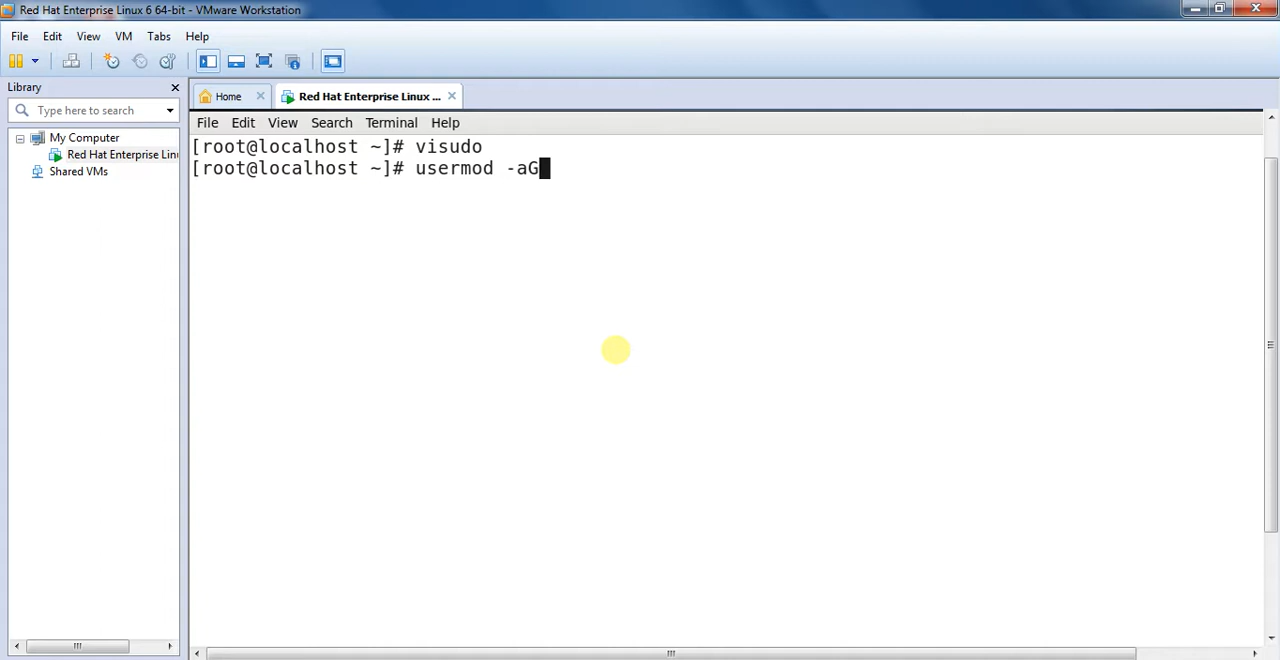 Red Hat Enterprise Linux 6 64-bit - VMware Workstation
File Edit View VM Tabs Help
Library
Type here to search
My Computer
Red Hat Enterprise Linu
Shared VMs
Home
Red Hat Enterprise Linux ...
File Edit View Search Terminal Help
[root@localhost ~]# visudo
[root@localhost ~]# usermod -aG